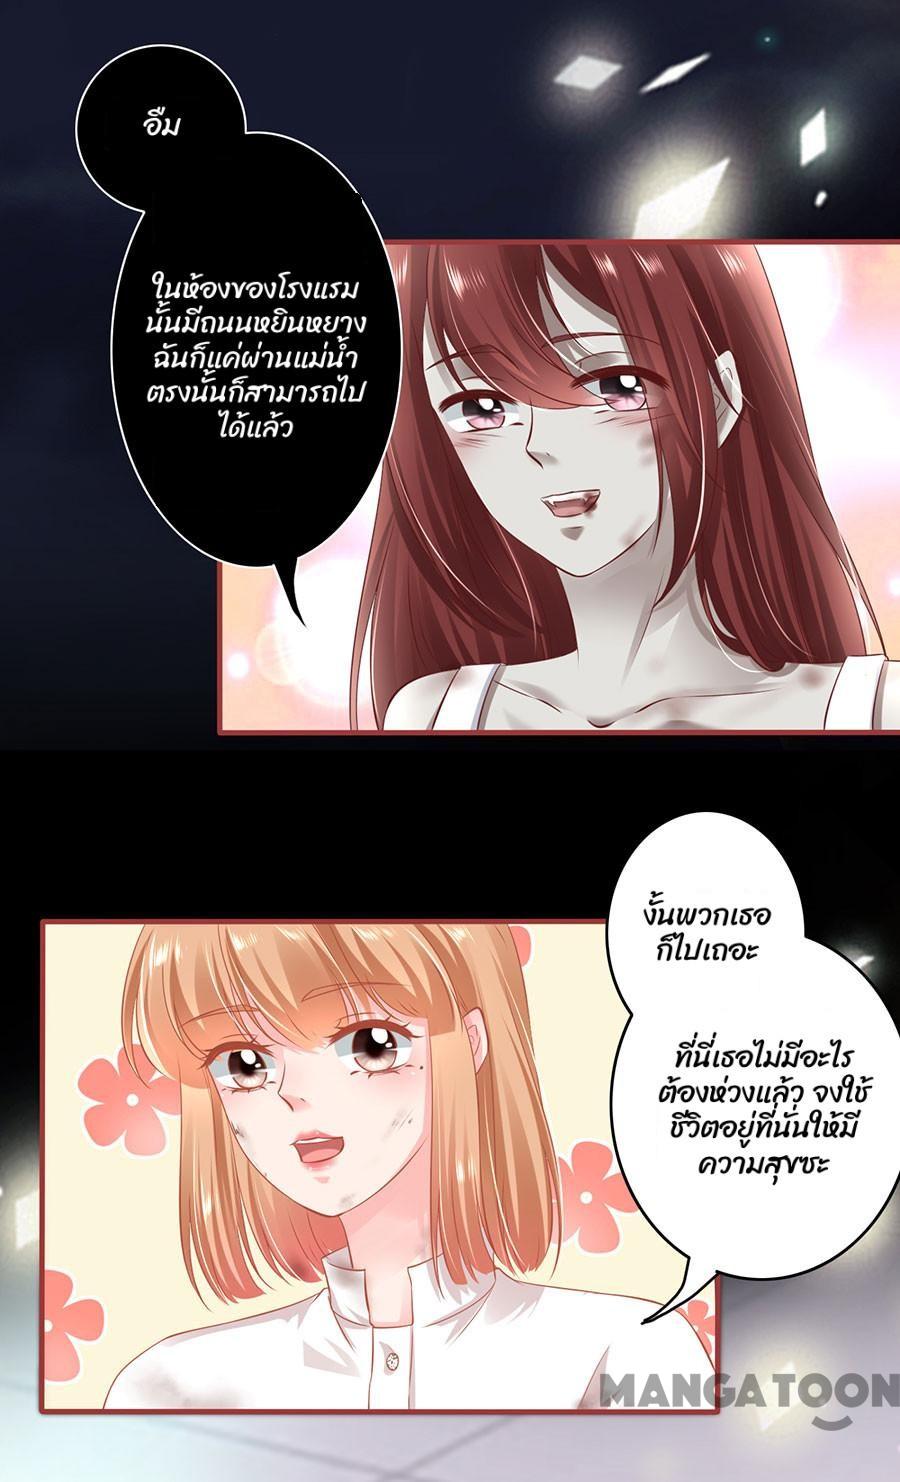 อืม
ในห้องของโรงแรม
นั้นมีถนนหยินหยาง
ฉันก็แค่ผ่านแม่น้ำ
ตรงนั้นก็สามารถไป
ได้แล้ว
งั้นพวกเธอ
ก็ไปเถอะ
ที่นี่เธอไม่มีอะไร
ต้องห่วงแล้ว จงใช้
ชีวิตอยู่ที่นั่นให้มี
ความสุขซะ
MANGATOON